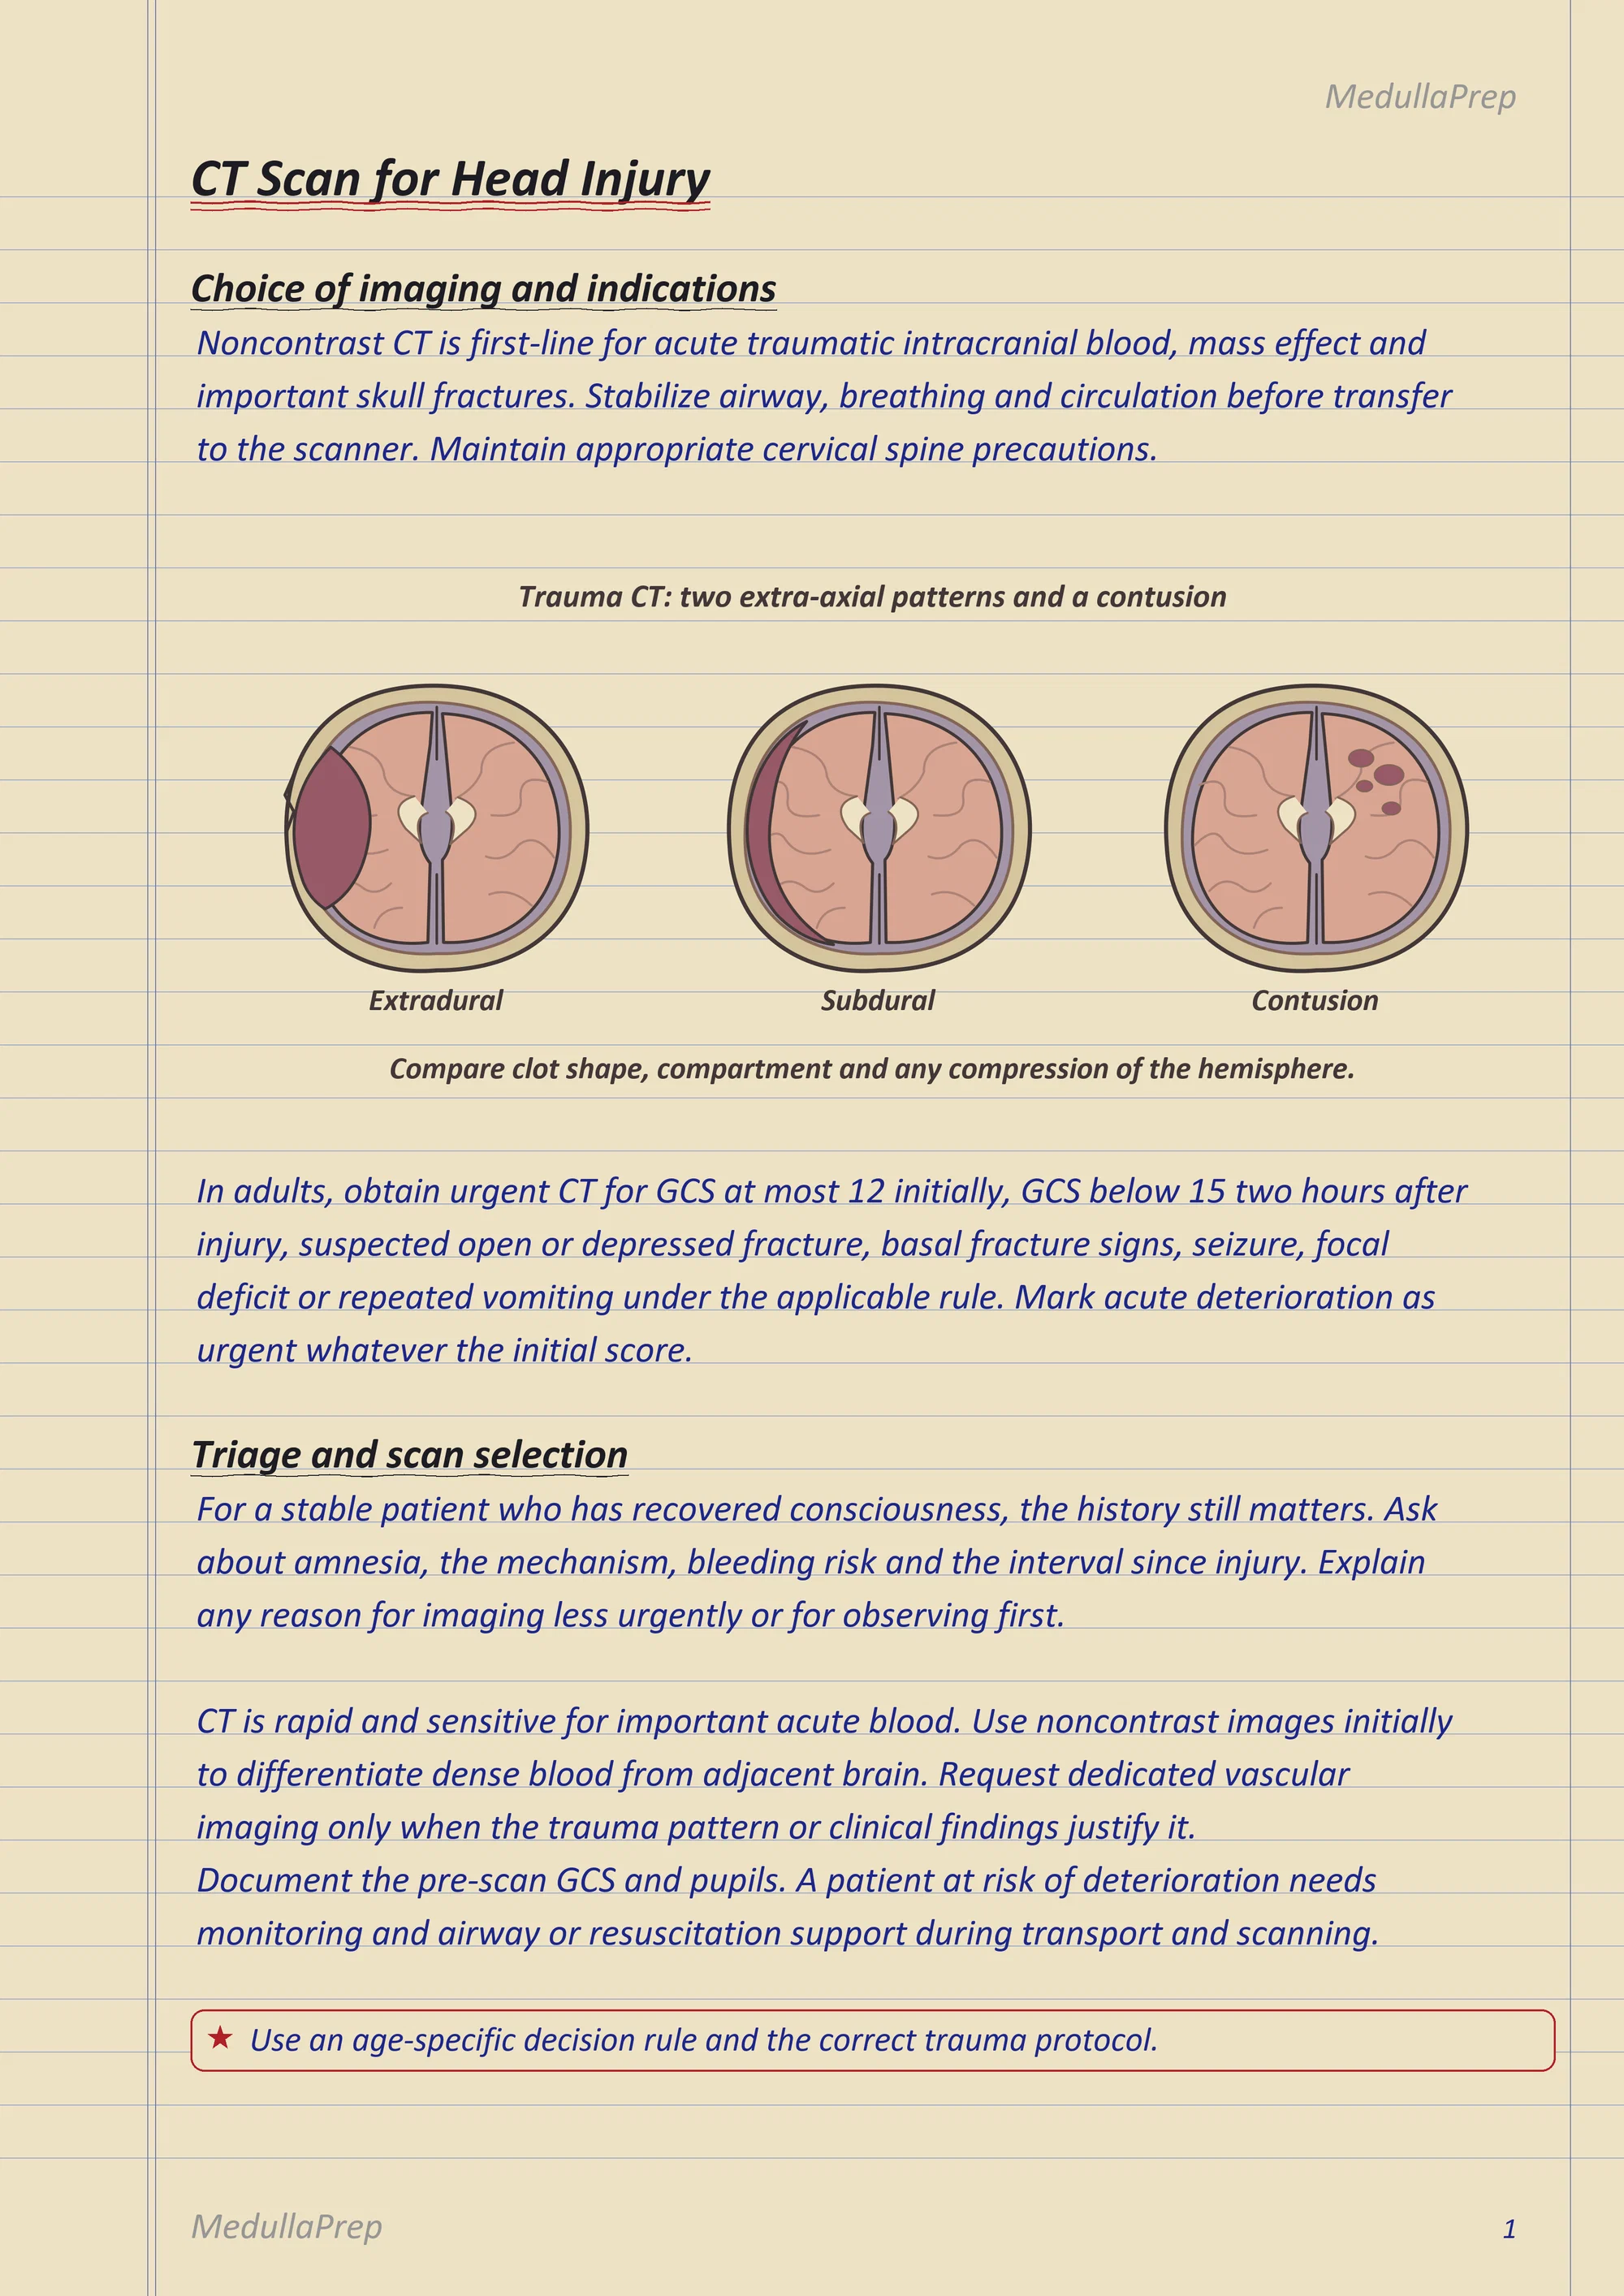 MedullaPrep
CT Scan for Head Injury
Choice of imaging and indications
Noncontrast CT is first-line for acute traumatic intracranial blood, mass effect and
important skull fractures. Stabilize airway, breathing and circulation before transfer
to the scanner. Maintain appropriate cervical spine precautions.
Trauma CT: two extra-axial patterns and a contusion
Extradural
Subdural
Contusion
Compare clot shape, compartment and any compression of the hemisphere.
In adults, obtain urgent CT for GCS at most 12 initially, GCS below 15 two hours after
injury, suspected open or depressed fracture, basal fracture signs, seizure, focal
deficit or repeated vomiting under the applicable rule. Mark acute deterioration as
urgent whatever the initial score.
Triage and scan selection
For a stable patient who has recovered consciousness, the history still matters. Ask
about amnesia, the mechanism, bleeding risk and the interval since injury. Explain
any reason for imaging less urgently or for observing first.
CT is rapid and sensitive for important acute blood. Use noncontrast images initially
to differentiate dense blood from adjacent brain. Request dedicated vascular
imaging only when the trauma pattern or clinical findings justify it.
Document the pre-scan GCS and pupils. A patient at risk of deterioration needs
monitoring and airway or resuscitation support during transport and scanning.
★ Use an age-specific decision rule and the correct trauma protocol.
MedullaPrep
1